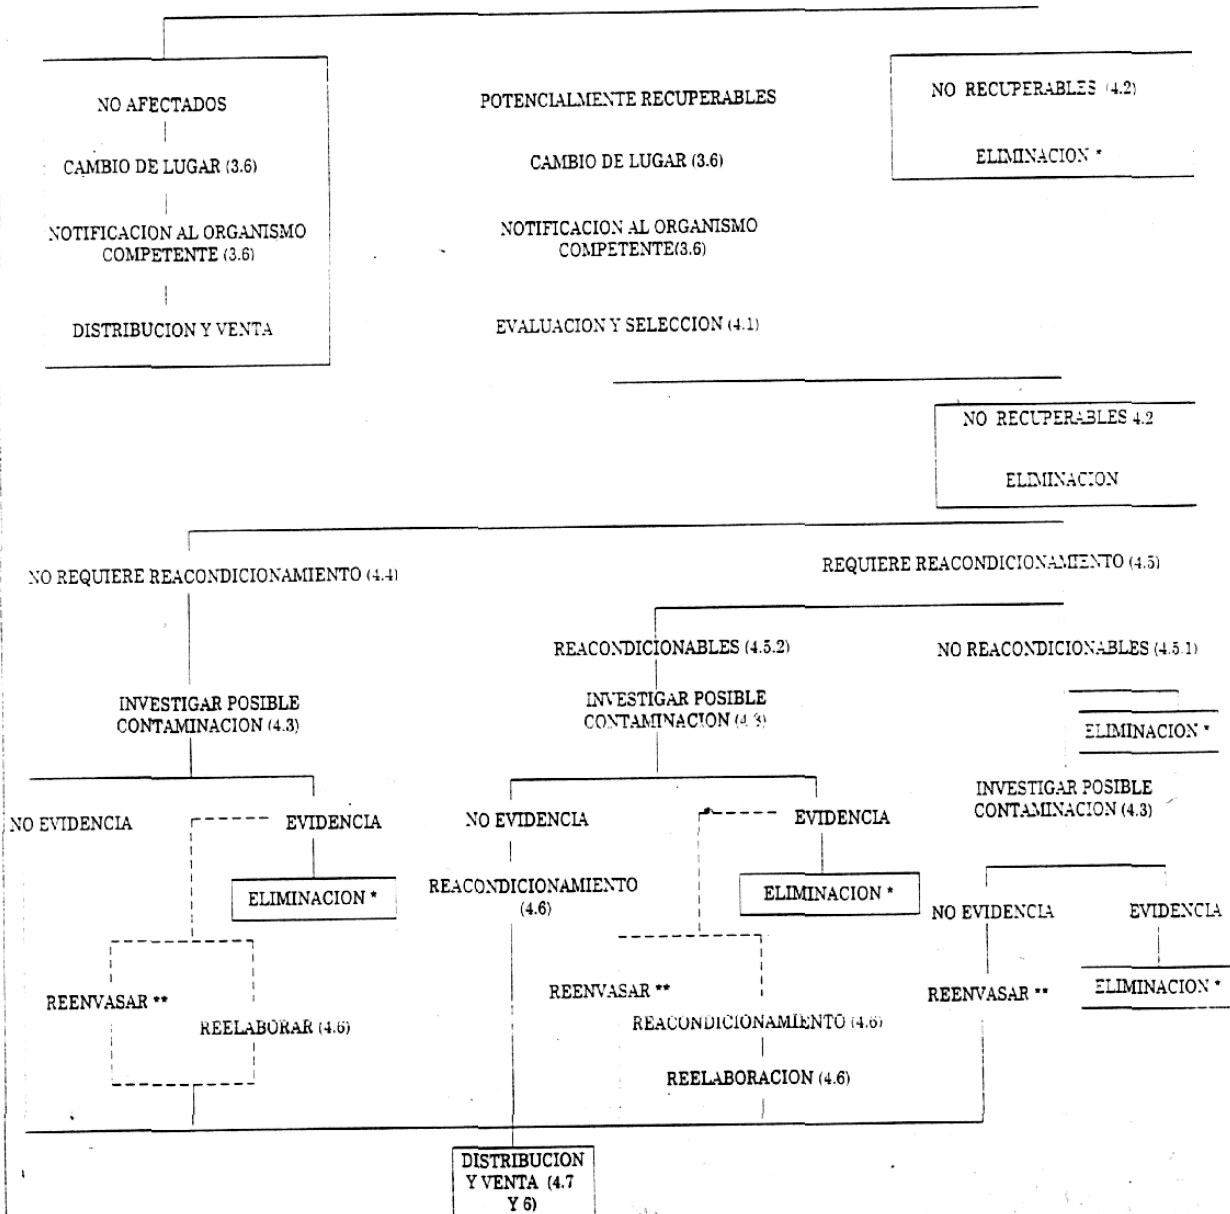 NO AFECTADOS
CAMBIO DE LUGAR (3.6)
NOTIFICACION AL ORGANISMO
COMPETENTE (3.6)
DISTRIBUCION Y VENTA
POTENCIALMENTE RECUPERABLES
CAMBIO DE LUGAR (3.6)
NOTIFICACION AL ORGANISMO
COMPETENTE(3.6)
EVALUACION Y SELECCION (4.1)
NO RECUPERABLES (4.2)
ELIMINACION *
NO RECUPERABLES 4.2
ELIMINACION
NO REQUIERE REACONDICIONAMIENTO (4.4)
REQUIERE REACONDICIONAMIENTO (4.5)
REACONDICIONABLES (4.5.2)
NO REACONDICIONABLES (4.5.1)
INVESTIGAR POSIBLE
CONTAMINACION (4.3)
INVESTIGAR POSIBLE
CONTAMINACION (4.3)
ELIMINACION *
INVESTIGAR POSIBLE
CONTAMINACION (4.3)
NO EVIDENCIA
EVIDENCIA
NO EVIDENCIA
EVIDENCIA
ELIMINACION *
REACONDICIONAMIENTO
(4.6)
ELIMINACION *
NO EVIDENCIA
EVIDENCIA
REENVASAR **
REELABORAR (4.6)
REENVASAR **
REACONDICIONAMIENTO (4.6)
REELABORACION (4.6)
REENVASAR **
ELIMINACION *
DISTRIBUCION
Y VENTA (4.7
Y 6)